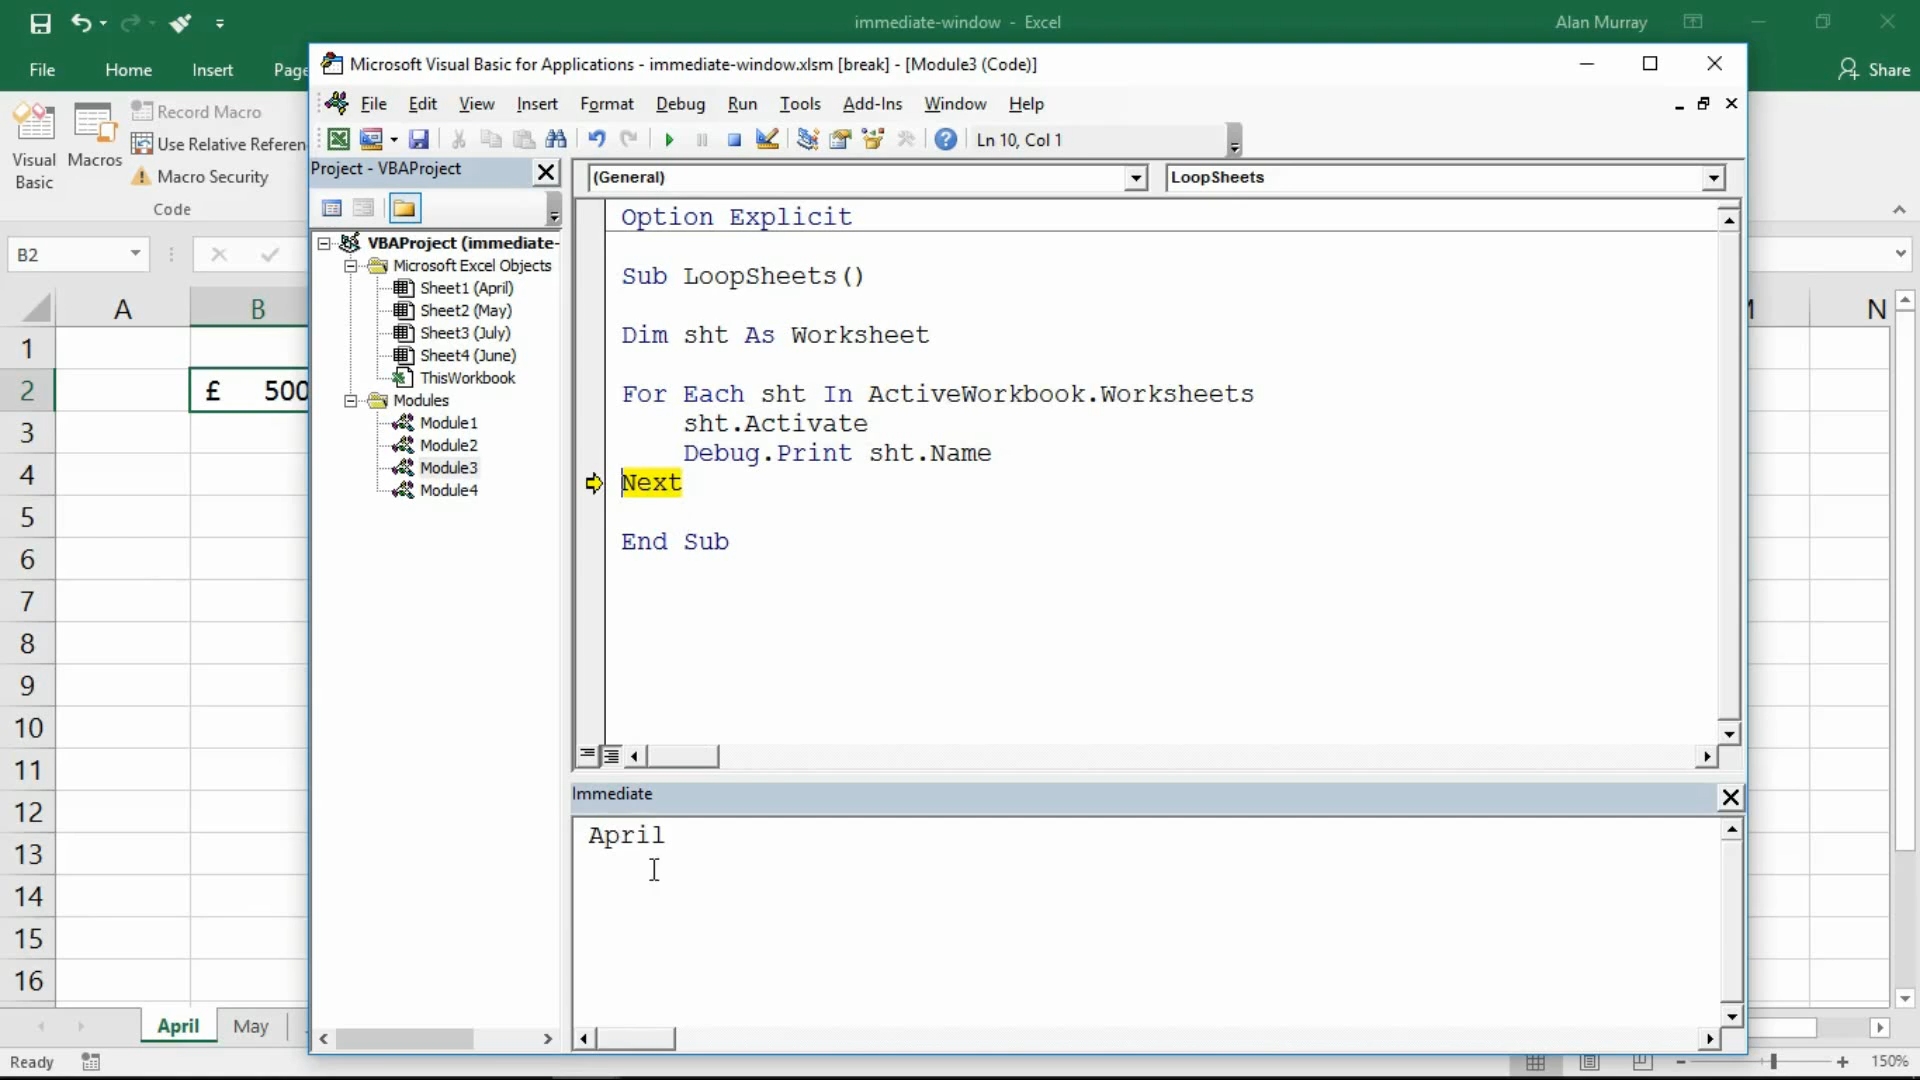 immediate-window - Excel
Alan Murray
File Home Insert Page
Share
Record Macro
Use Relative Referen
Macro Security
Visual Basic
Macros
Code
B2
A B N
1
2 £ 500
3
4
5
6
7
8
9
10
11
12
13
14
15
16
April May
Ready
150%
Microsoft Visual Basic for Applications - immediate-window.xlsm [break] - [Module3 (Code)]
File Edit View Insert Format Debug Run Tools Add-Ins Window Help
Ln 10, Col 1
Project - VBAProject
VBAProject (immediate-
Microsoft Excel Objects
Sheet1 (April)
Sheet2 (May)
Sheet3 (July)
Sheet4 (June)
ThisWorkbook
Modules
Module1
Module2
Module3
Module4
(General)
LoopSheets
Option Explicit
Sub LoopSheets()
Dim sht As Worksheet
For Each sht In ActiveWorkbook.Worksheets
sht.Activate
Debug.Print sht.Name
Next
End Sub
Immediate
April